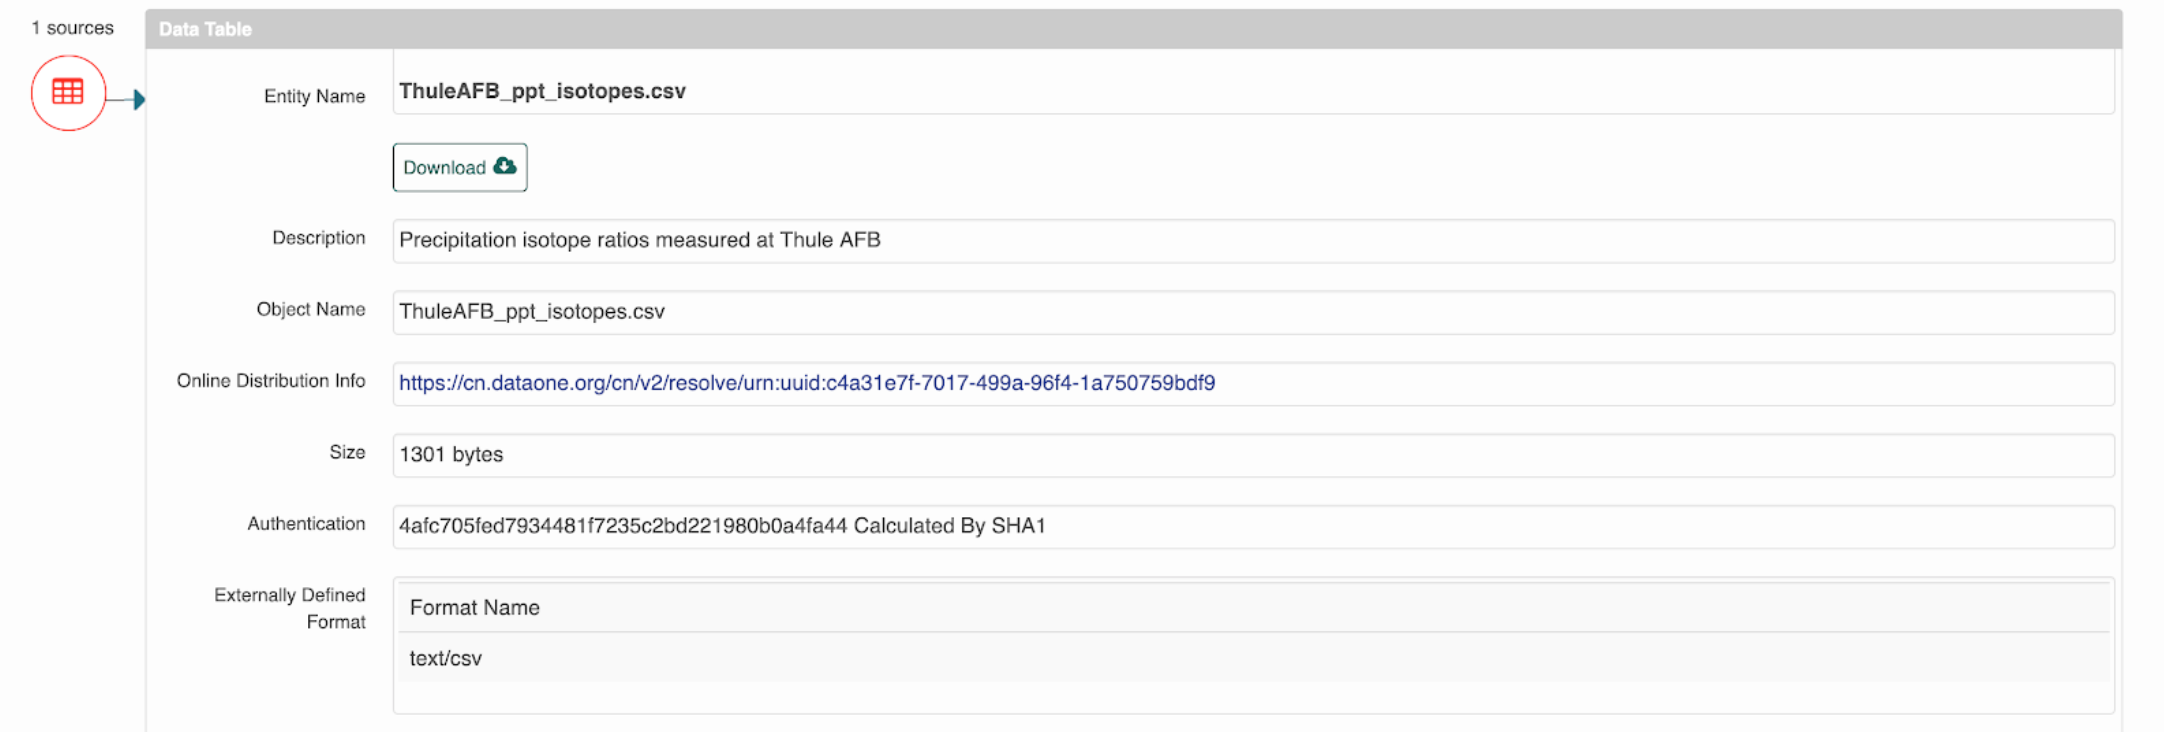 1 sources
Data Table
Entity Name
ThuleAFB_ppt_isotopes.csv
Download
Description
Precipitation isotope ratios measured at Thule AFB
Object Name
ThuleAFB_ppt_isotopes.csv
Online Distribution Info
https://cn.dataone.org/cn/v2/resolve/urn:uuid:c4a31e7f-7017-499a-96f4-1a750759bdf9
Size
1301 bytes
Authentication
4afc705fed7934481f7235c2bd221980b0a4fa44 Calculated By SHA1
Externally Defined
Format
Format Name
text/csv